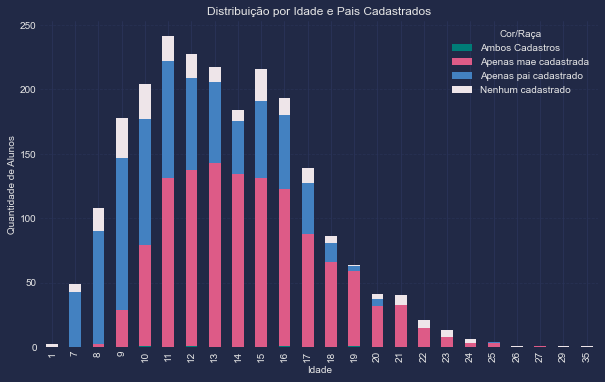 Distribuição por Idade e Pais Cadastrados
Cor/Raça
Ambos Cadastros
Apenas mae cadastrada
Apenas pai cadastrado
Nenhum cadastrado
Quantidade de Alunos
250
200
150
100
50
0
1 7 8 9 10 11 12 13 14 15 16 17 18 19 20 21 22 23 24 25 26 27 29 35
Idade